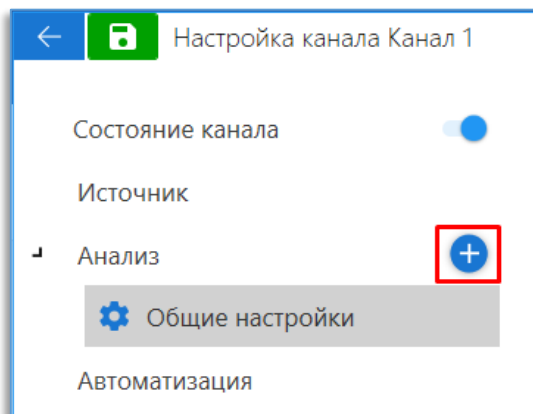 Настройка канала Канал 1
Состояние канала
Источник
Анализ
Общие настройки
Автоматизация